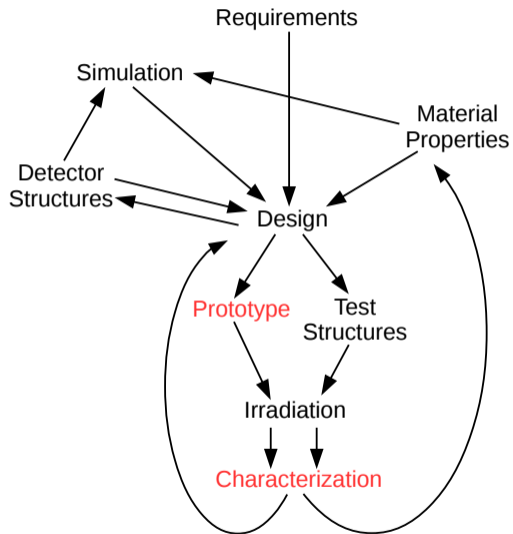 Requirements
Simulation
Material
Properties
Detector
Structures
Design
Prototype
Test
Structures
Irradiation
Characterization